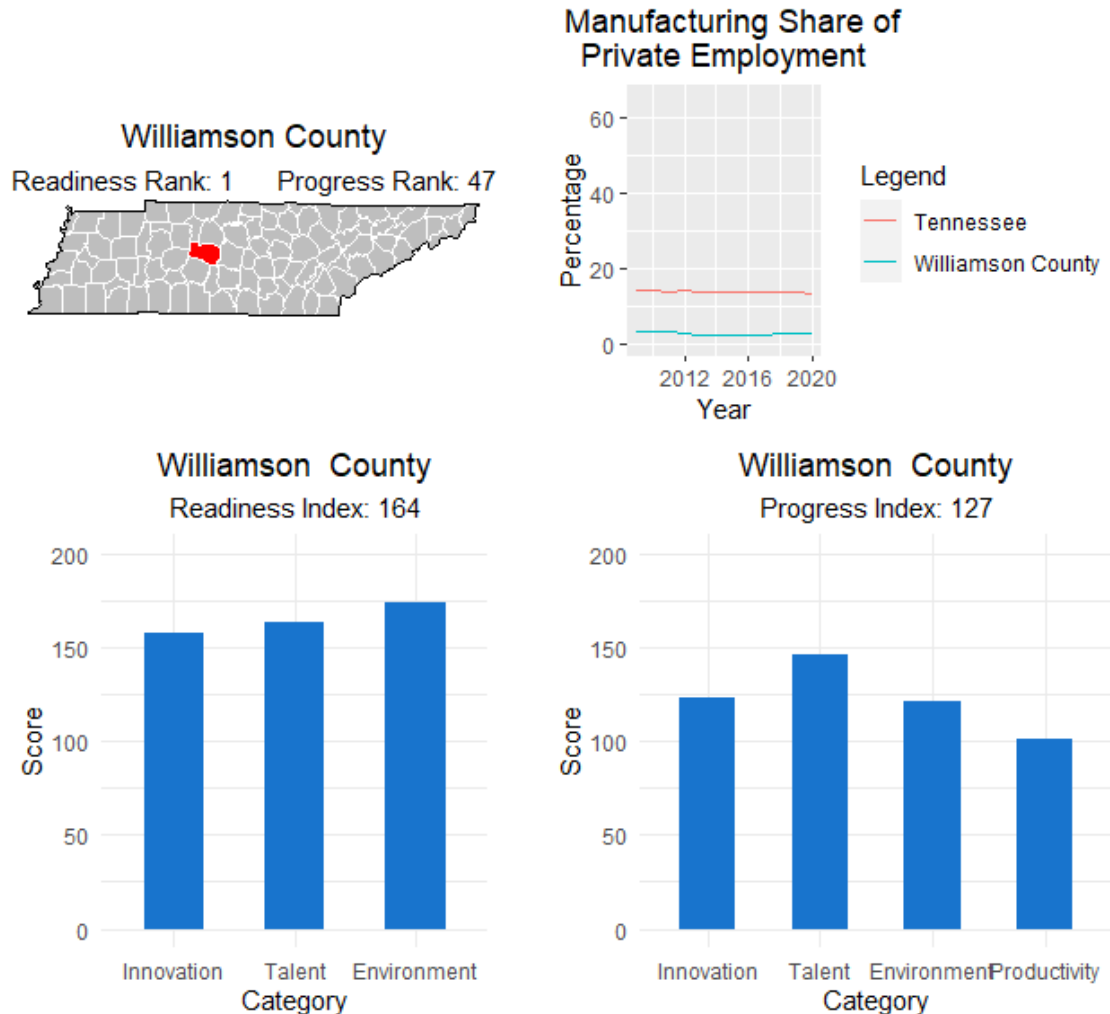 Williamson County
Readiness Rank: 1
Progress Rank: 47
Manufacturing Share of
Private Employment
Percentage
60
40
20
0
2012
2016
2020
Year
Legend
Tennessee
Williamson County
Williamson  County
Readiness Index: 164
Score
200
150
100
50
0
Innovation
Talent
Environment
Category
Williamson  County
Progress Index: 127
Score
200
150
100
50
0
Innovation
Talent
Environment
Productivity
Category